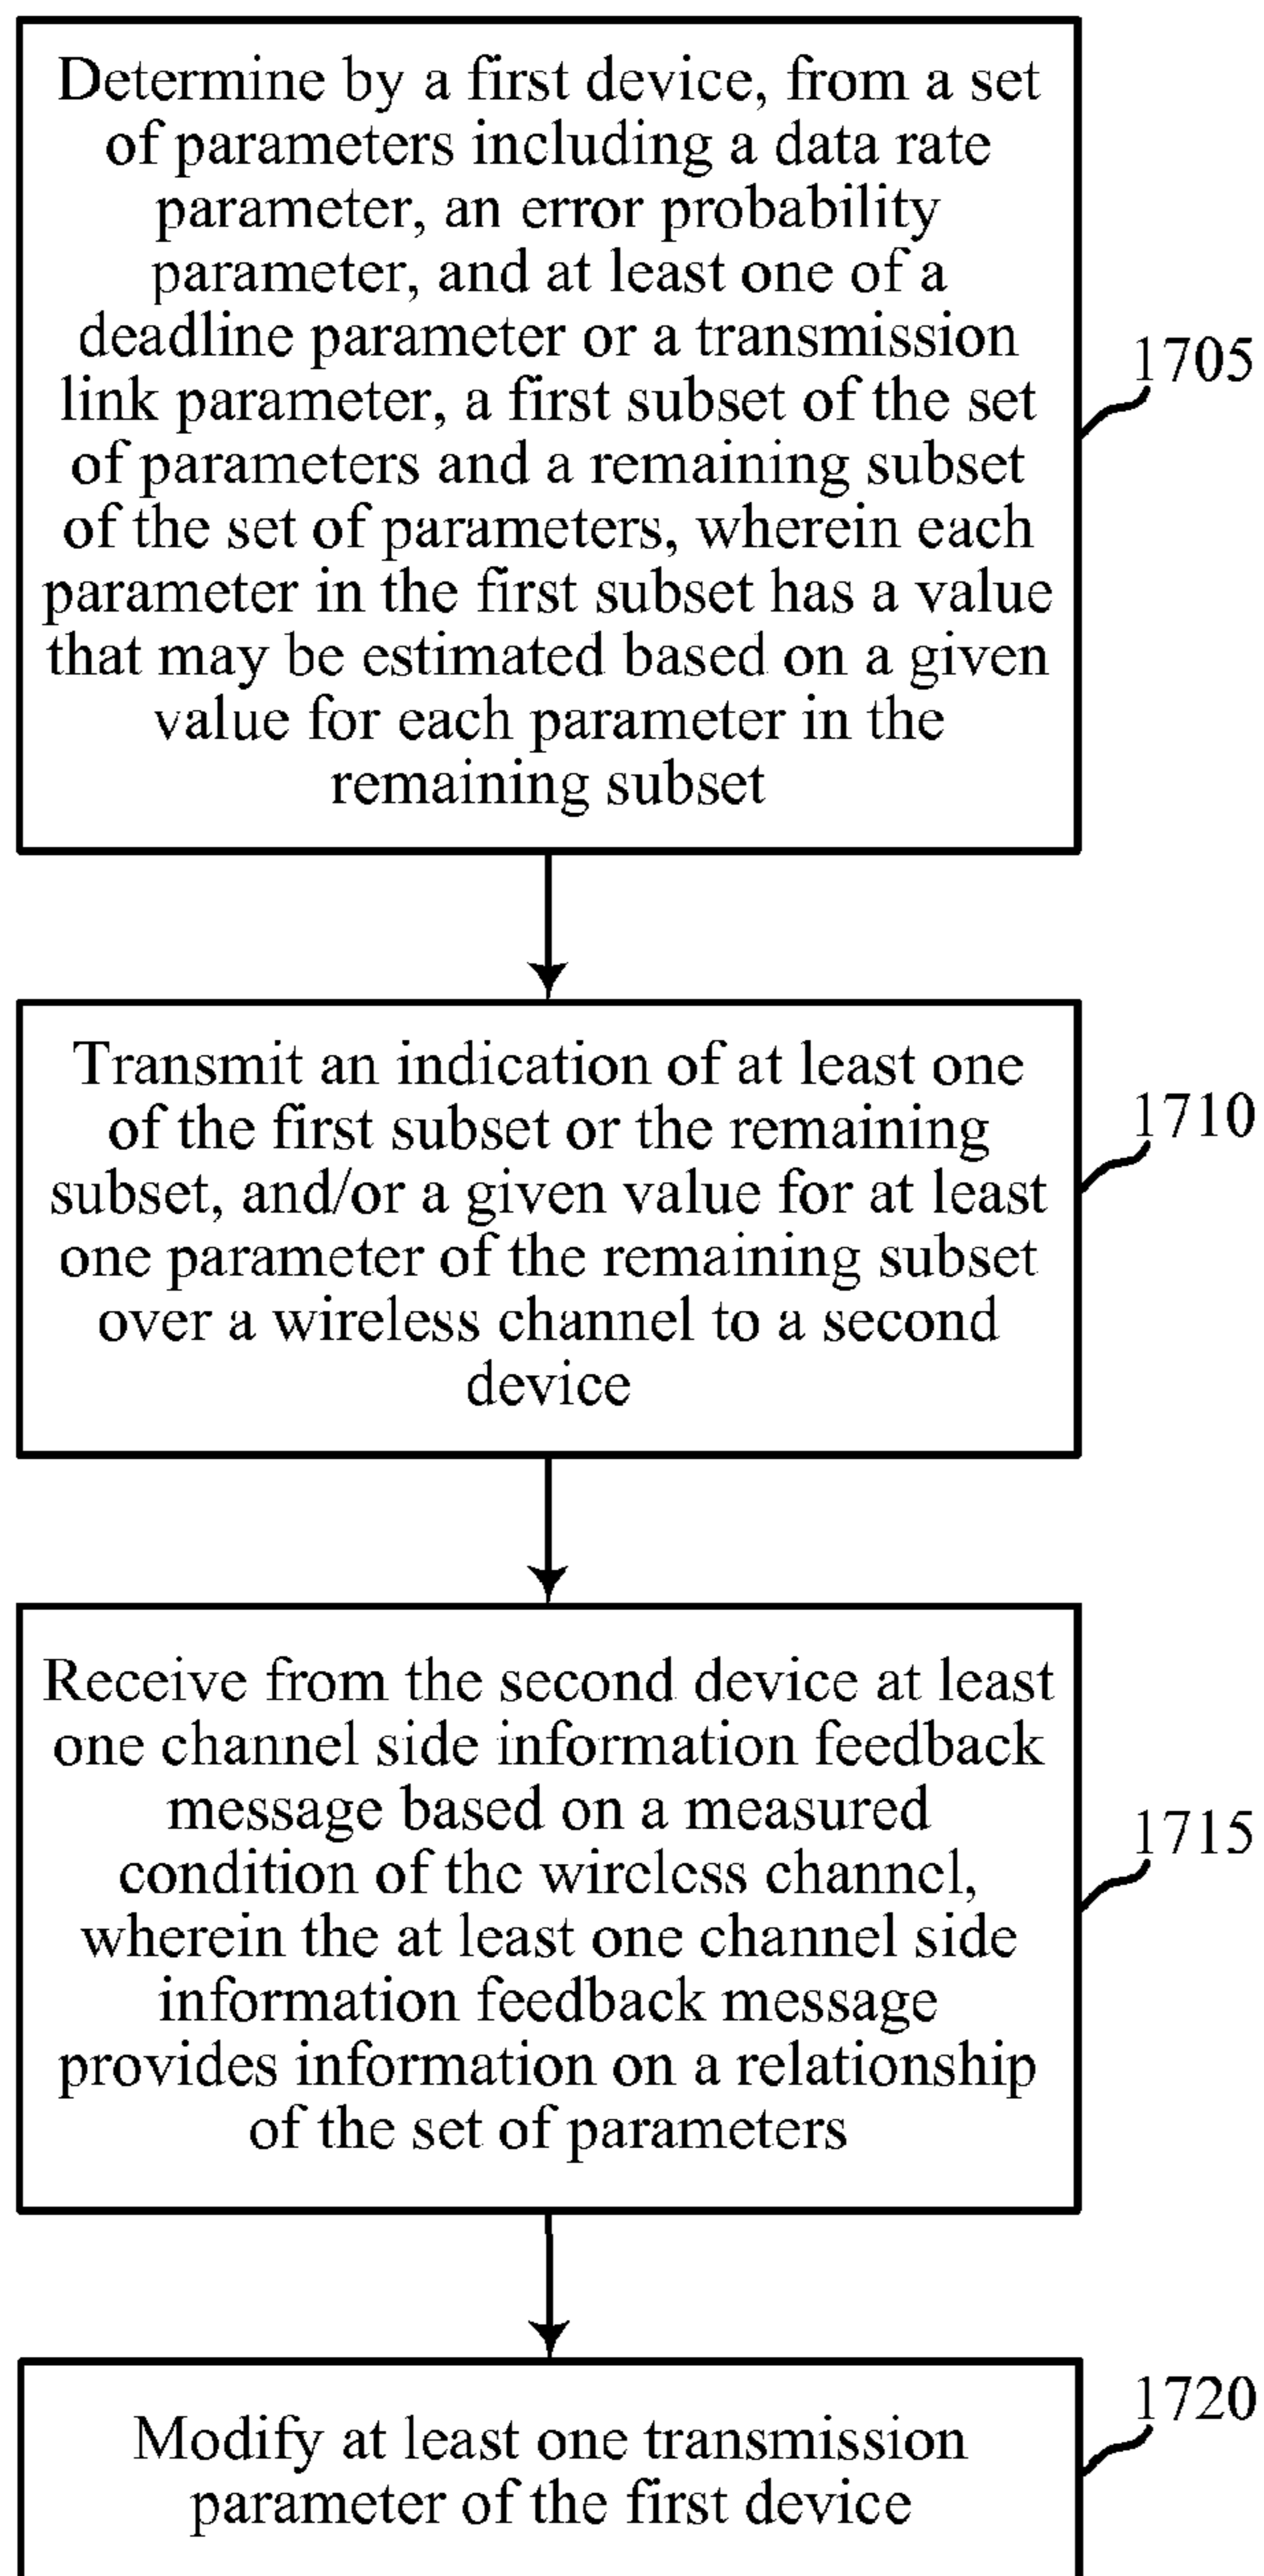 Determine by a first device, from a set
of parameters including a data rate
parameter, an error probability
parameter, and at least one of a
deadline parameter or a transmission
link parameter, a first subset of the set
of parameters and a remaining subset
of the set of parameters, wherein each
parameter in the first subset has a value
that may be estimated based on a given
value for each parameter in the
remaining subset
1705
Transmit an indication of at least one
of the first subset or the remaining
subset, and/or a given value for at least
one parameter of the remaining subset
over a wireless channel to a second
device
1710
Receive from the second device at least
one channel side information feedback
message based on a measured
condition of the wireless channel,
wherein the at least one channel side
information feedback message
provides information on a relationship
of the set of parameters
1715
Modify at least one transmission
parameter of the first device
1720